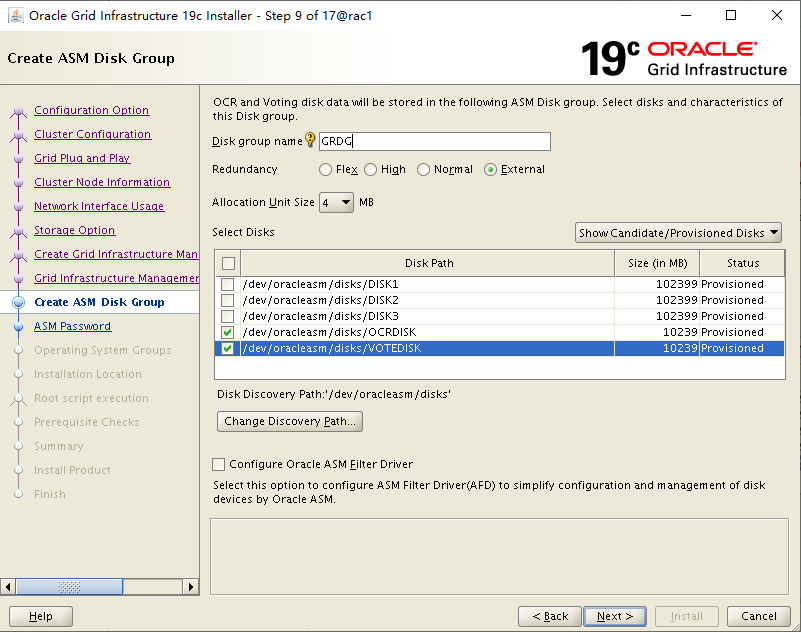 Oracle Grid Infrastructure 19c Installer - Step 9 of 17@rac1
Create ASM Disk Group
19c ORACLE
Grid Infrastructure
Configuration Option
Cluster Configuration
Grid Plug and Play
Cluster Node Information
Network Interface Usage
Storage Option
Create Grid Infrastructure Man
Grid Infrastructure Managemer
Create ASM Disk Group
ASM Password
Operating System Groups
Installation Location
Root script execution
Prerequisite Checks
Summary
Install Product
Finish
OCR and Voting disk data will be stored in the following ASM Disk group. Select disks and characteristics of
this Disk group.
Disk group name GRDG
Redundancy Flex High Normal External
Allocation Unit Size 4 MB
Select Disks Show Candidate/Provisioned Disks
Disk Path Size (in MB) Status
/dev/oracleasm/disks/DISK1 102399 Provisioned
/dev/oracleasm/disks/DISK2 102399 Provisioned
/dev/oracleasm/disks/DISK3 102399 Provisioned
/dev/oracleasm/disks/OCRDISK 10239 Provisioned
/dev/oracleasm/disks/VOTEDISK 10239 Provisioned
Disk Discovery Path:'/dev/oracleasm/disks'
Change Discovery Path...
Configure Oracle ASM Filter Driver
Select this option to configure ASM Filter Driver(AFD) to simplify configuration and management of disk
devices by Oracle ASM.
Help < Back Next > Install Cancel